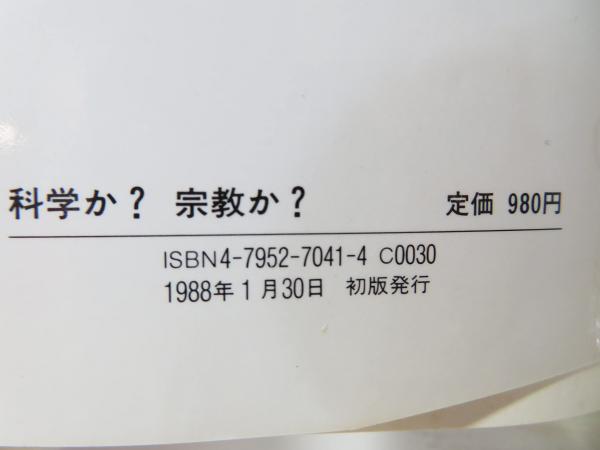 科学か? 宗教か? 定価 980円
ISBN4-7952-7041-4 C0030
1988年1月30日 初版発行